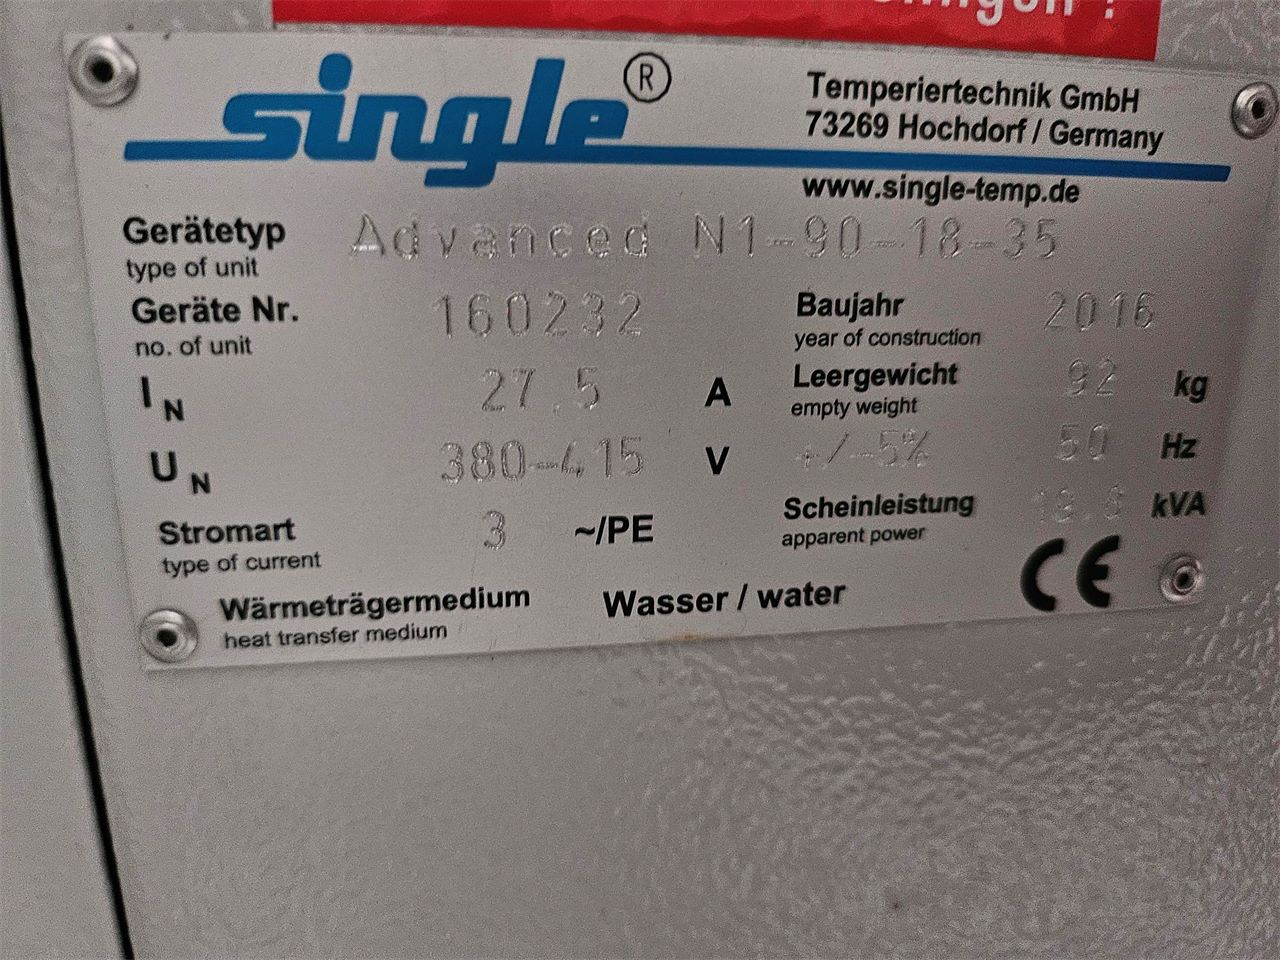 single®
Temperiertechnik GmbH
73269 Hochdorf / Germany
www.single-temp.de
Gerätetyp Advanced N1-90-18-35
type of unit
Geräte Nr. 160232 Baujahr 2016
no. of unit year of construction
I N 27.5 A Leergewicht 92 kg
empty weight
U N 380-415 V +/-5% 50 Hz
Stromart 3 ~/PE Scheinleistung kVA
type of current apparent power
Wärmeträgermedium Wasser / water CE
heat transfer medium